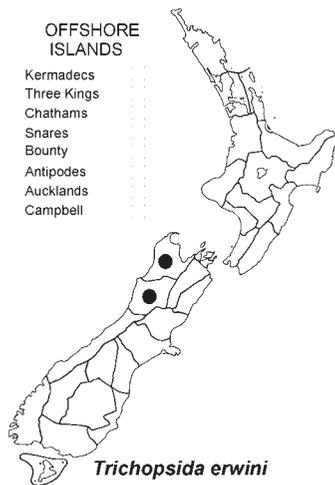 OFFSHORE
ISLANDS
Kermadecs
Three Kings
Chathams
Snares
Bounty
Antipodes
Aucklands
Campbell
Trichopsida erwini